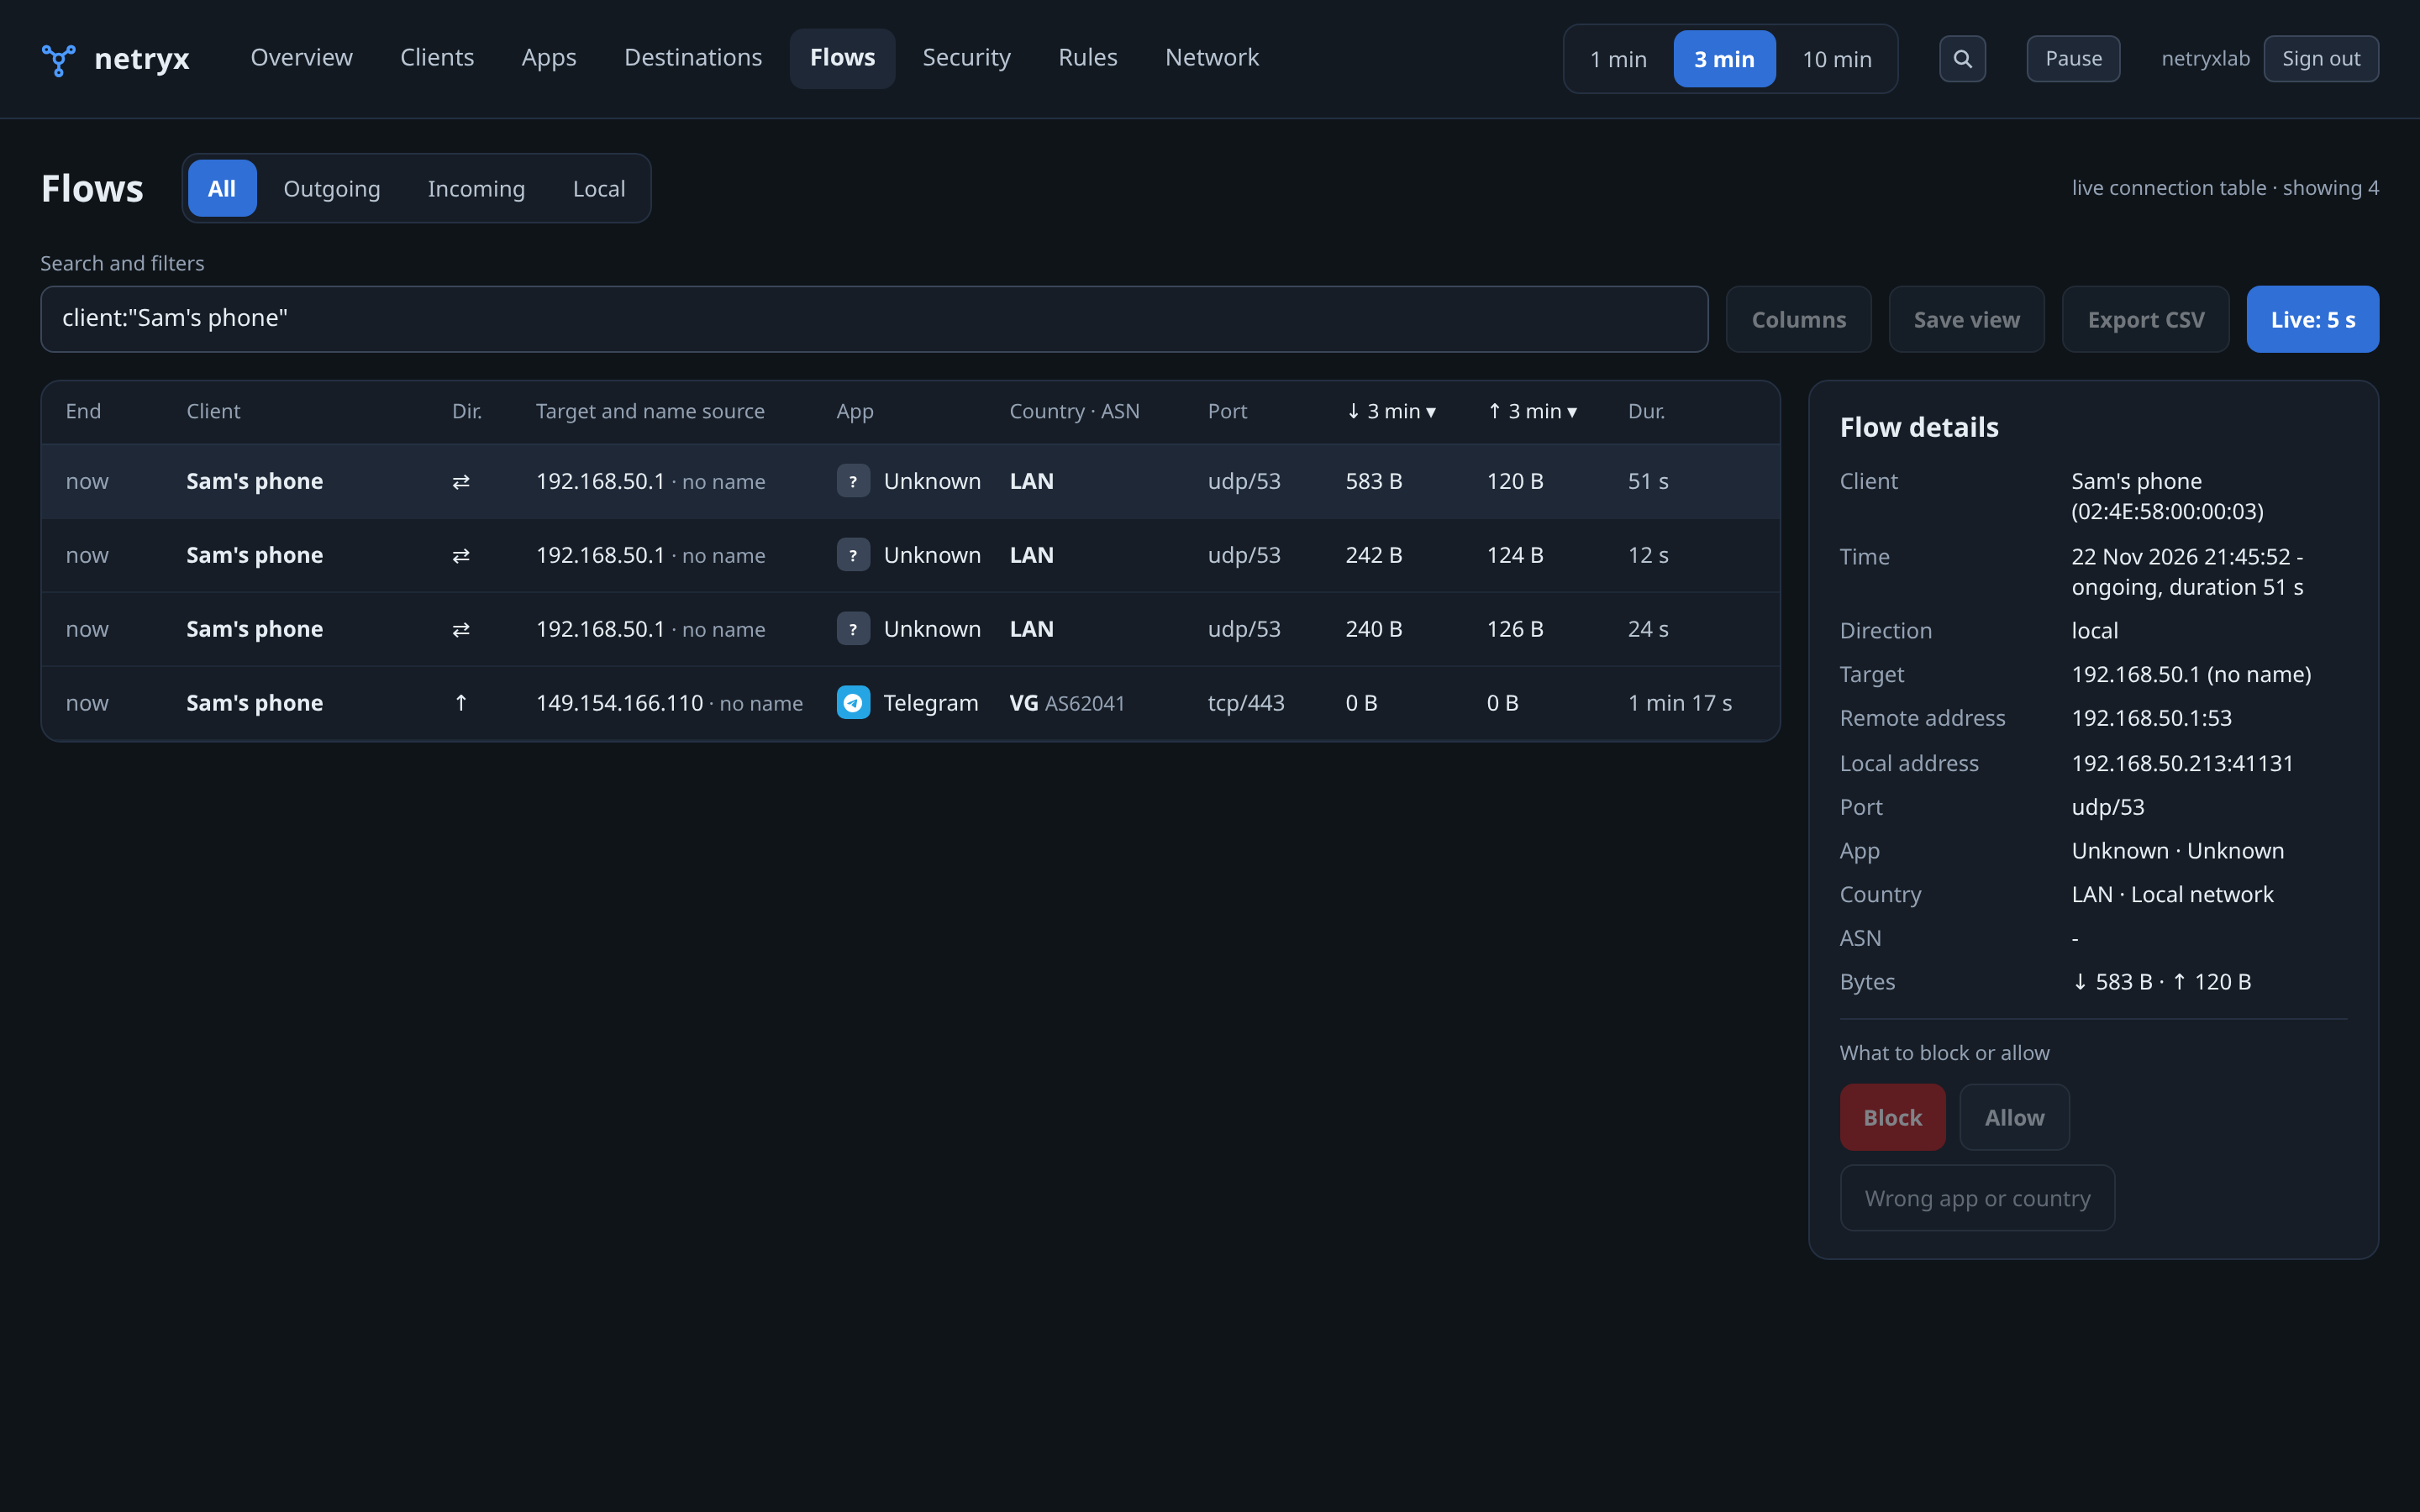 netryx Overview Clients Apps Destinations Flows Security Rules Network 1 min 3 min 10 min Pause netryxlab Sign out
Flows All Outgoing Incoming Local live connection table · showing 4
Search and filters
client:"Sam's phone" Columns Save view Export CSV Live: 5 s
End Client Dir. Target and name source App Country · ASN Port ↓ 3 min ▾ ↑ 3 min ▾ Dur.
now Sam's phone ⇄ 192.168.50.1 · no name ? Unknown LAN udp/53 583 B 120 B 51 s
now Sam's phone ⇄ 192.168.50.1 · no name ? Unknown LAN udp/53 242 B 124 B 12 s
now Sam's phone ⇄ 192.168.50.1 · no name ? Unknown LAN udp/53 240 B 126 B 24 s
now Sam's phone ↑ 149.154.166.110 · no name Telegram VG AS62041 tcp/443 0 B 0 B 1 min 17 s
Flow details
Client Sam's phone
(02:4E:58:00:00:03)
Time 22 Nov 2026 21:45:52 -
ongoing, duration 51 s
Direction local
Target 192.168.50.1 (no name)
Remote address 192.168.50.1:53
Local address 192.168.50.213:41131
Port udp/53
App Unknown · Unknown
Country LAN · Local network
ASN -
Bytes ↓ 583 B · ↑ 120 B
What to block or allow
Block Allow
Wrong app or country